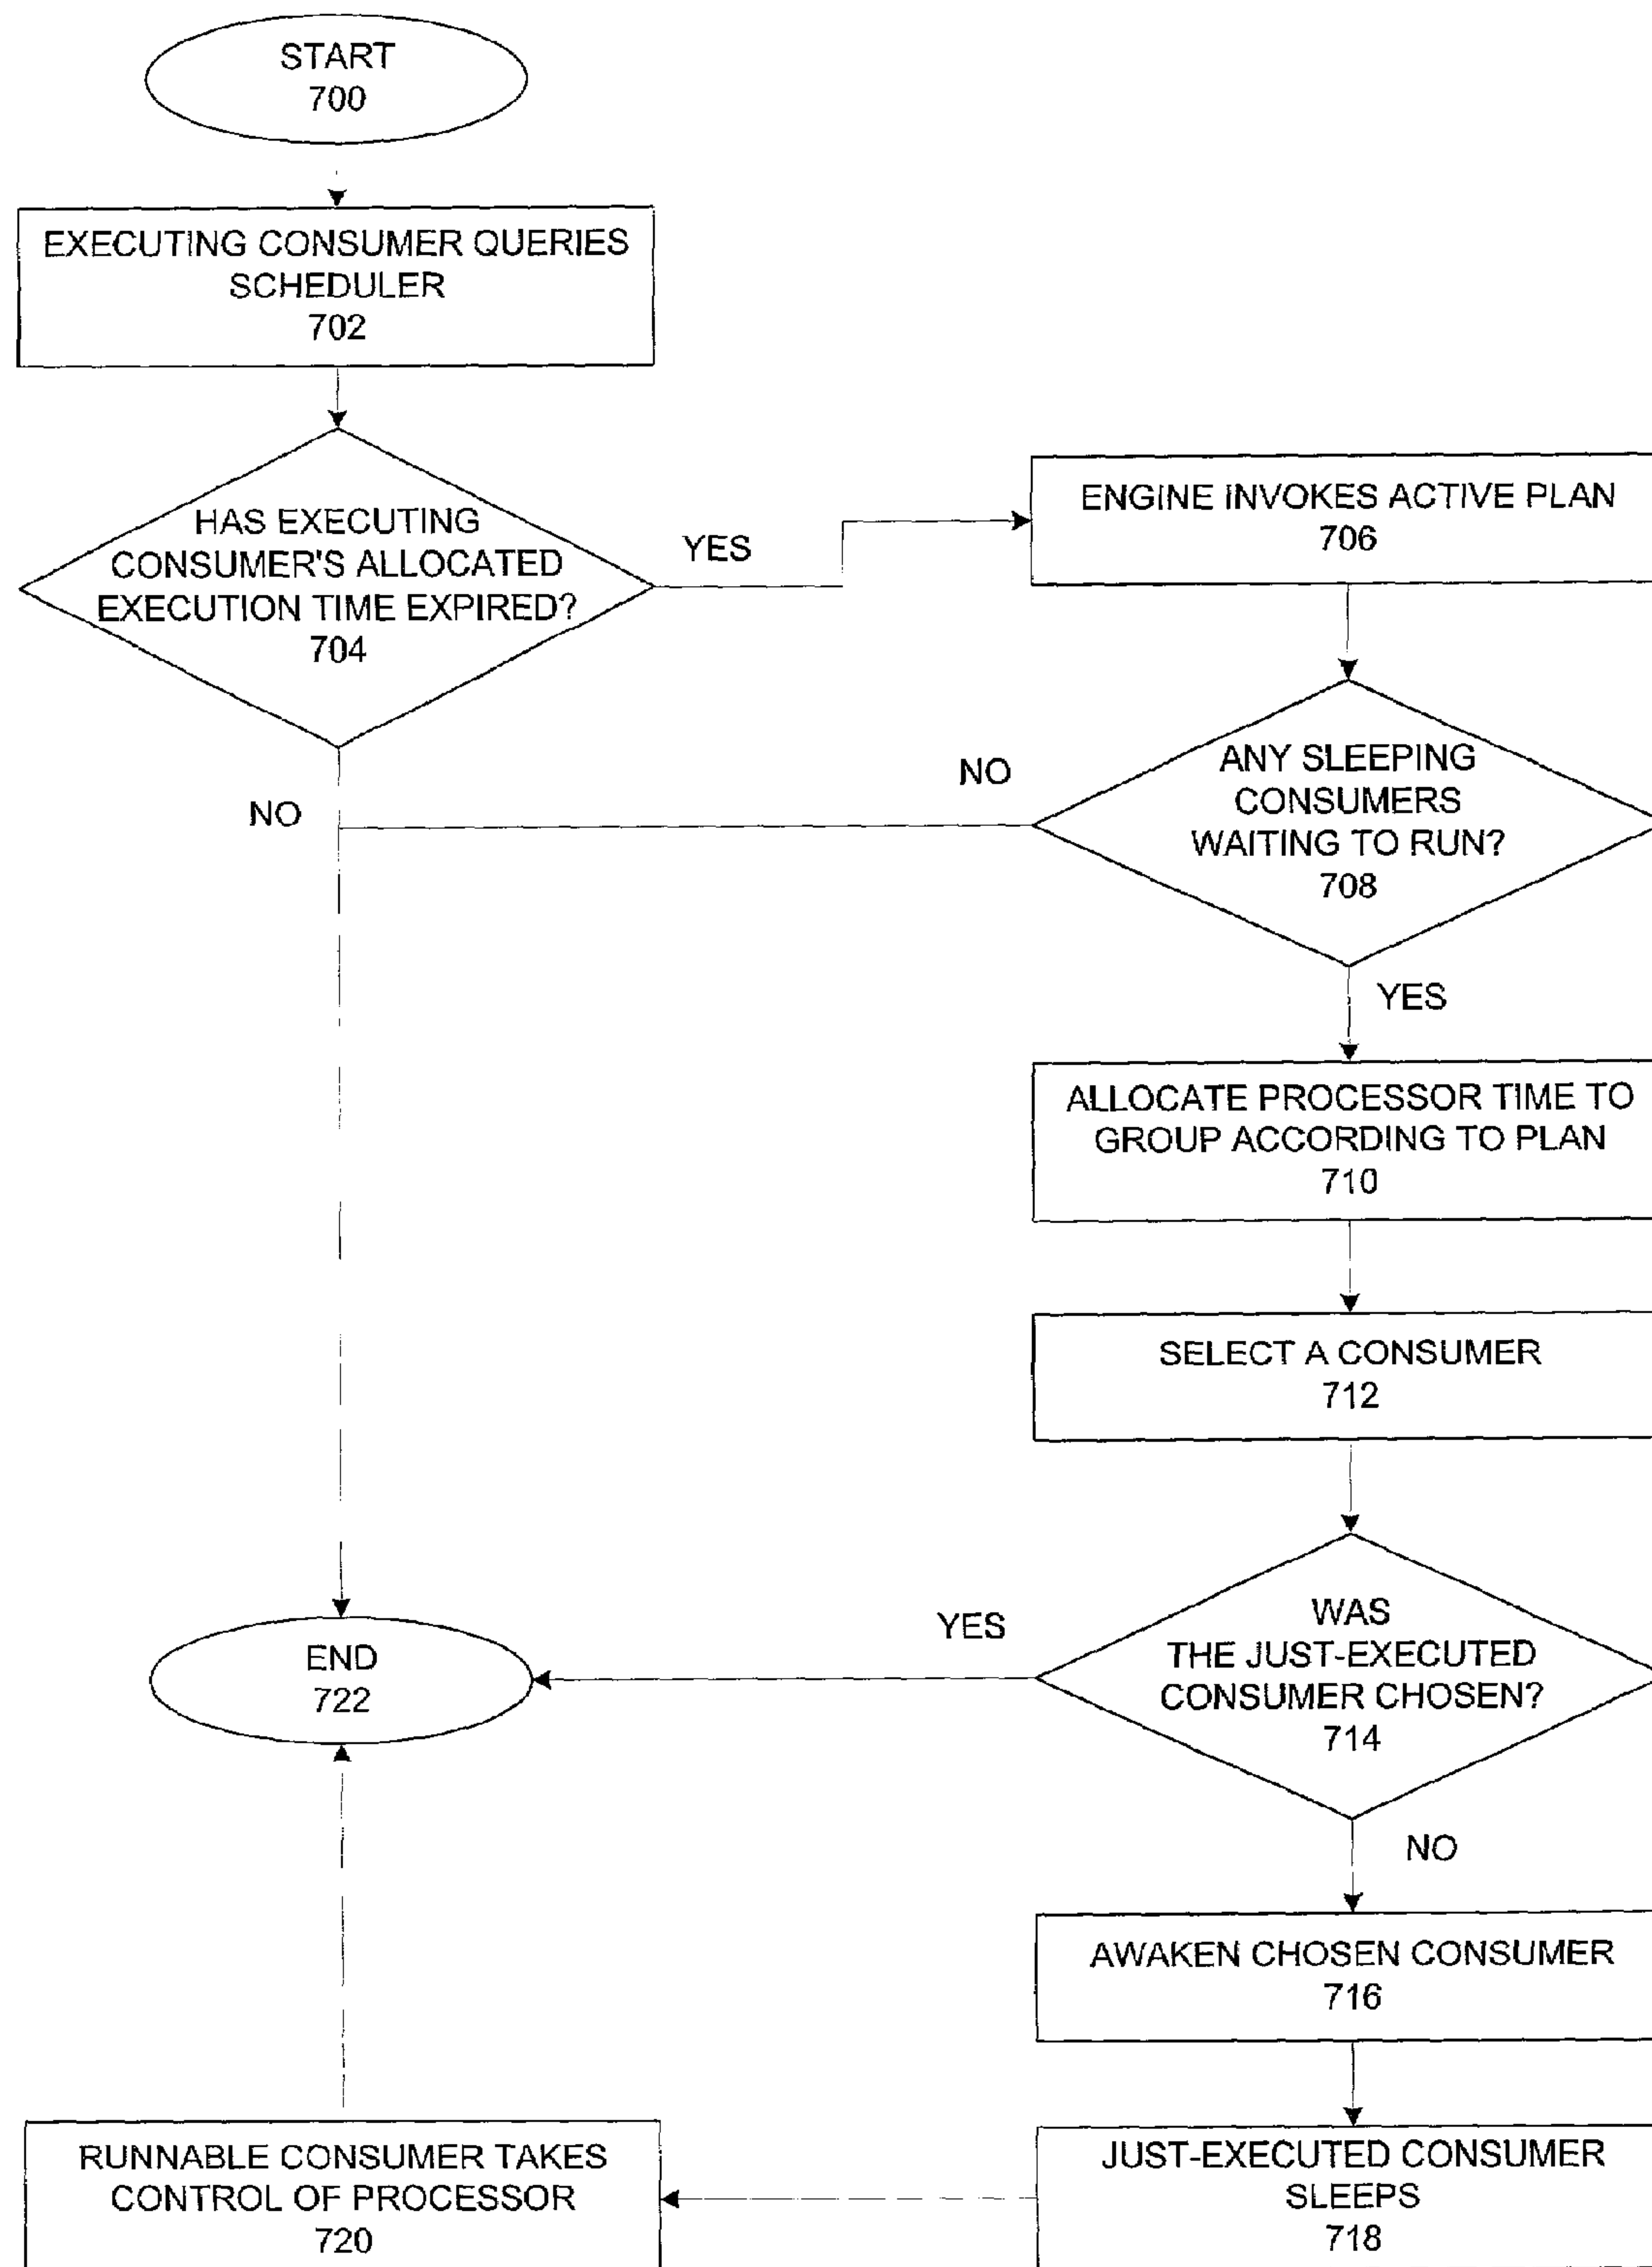 START
700
EXECUTING CONSUMER QUERIES
SCHEDULER
702
HAS EXECUTING
CONSUMER'S ALLOCATED
EXECUTION TIME EXPIRED?
704
YES
NO
ENGINE INVOKES ACTIVE PLAN
706
ANY SLEEPING
CONSUMERS
WAITING TO RUN?
708
NO
YES
ALLOCATE PROCESSOR TIME TO
GROUP ACCORDING TO PLAN
710
SELECT A CONSUMER
712
WAS
THE JUST-EXECUTED
CONSUMER CHOSEN?
714
YES
NO
END
722
AWAKEN CHOSEN CONSUMER
716
JUST-EXECUTED CONSUMER
SLEEPS
718
RUNNABLE CONSUMER TAKES
CONTROL OF PROCESSOR
720